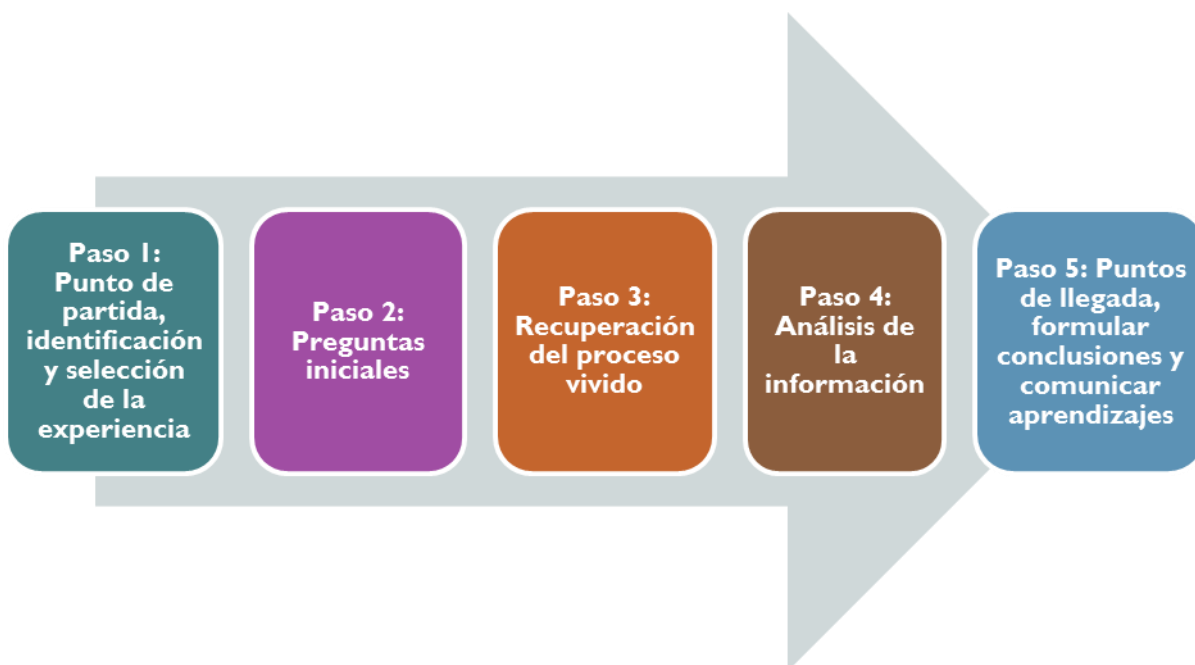 Paso 1:
Punto de
partida,
identificación
y selección
de la
experiencia
Paso 2:
Preguntas
iniciales
Paso 3:
Recuperación
del proceso
vivido
Paso 4:
Análisis de
la
información
Paso 5: Puntos
de llegada,
formular
conclusiones y
comunicar
aprendizajes